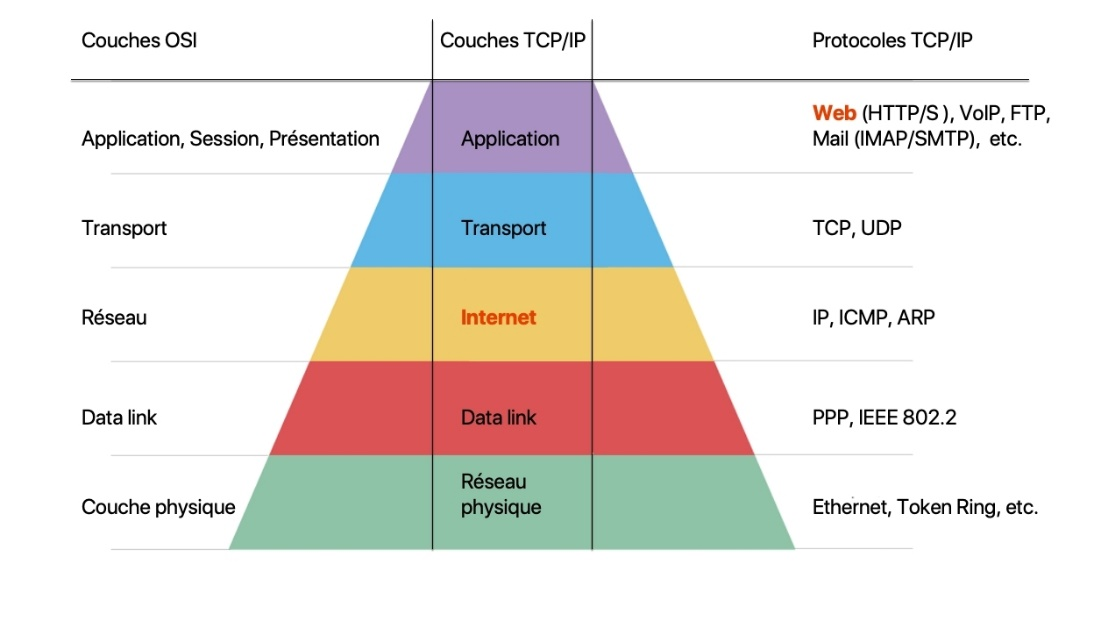 Couches OSI
Couches TCP/IP
Protocoles TCP/IP
Application, Session, Présentation
Application
Web (HTTP/S ), VoIP, FTP,
Mail (IMAP/SMTP), etc.
Transport
Transport
TCP, UDP
Réseau
Internet
IP, ICMP, ARP
Data link
Data link
PPP, IEEE 802.2
Couche physique
Réseau
physique
Ethernet, Token Ring, etc.